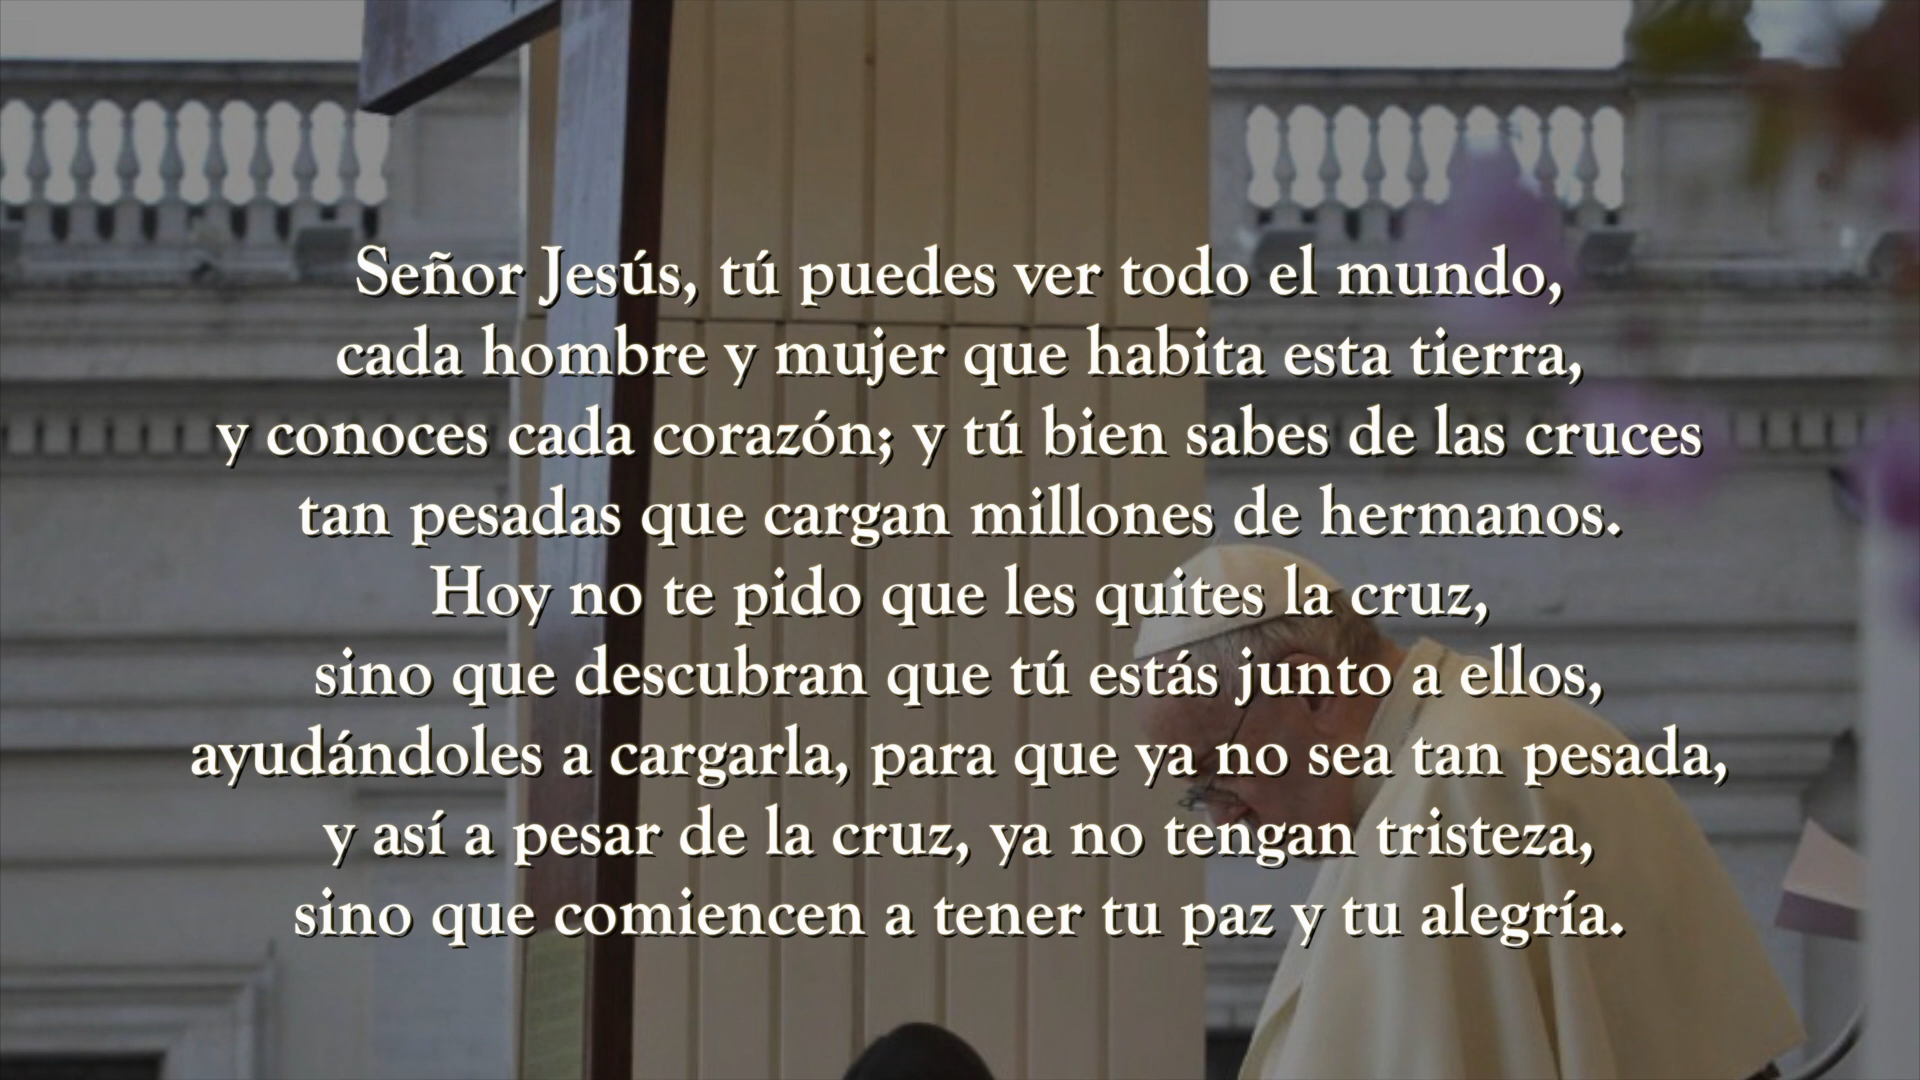 Señor Jesús, tú puedes ver todo el mundo,
cada hombre y mujer que habita esta tierra,
y conoces cada corazón; y tú bien sabes de las cruces
tan pesadas que cargan millones de hermanos.
Hoy no te pido que les quites la cruz,
sino que descubran que tú estás junto a ellos,
ayudándoles a cargarla, para que ya no sea tan pesada,
y así a pesar de la cruz, ya no tengan tristeza,
sino que comiencen a tener tu paz y tu alegría.